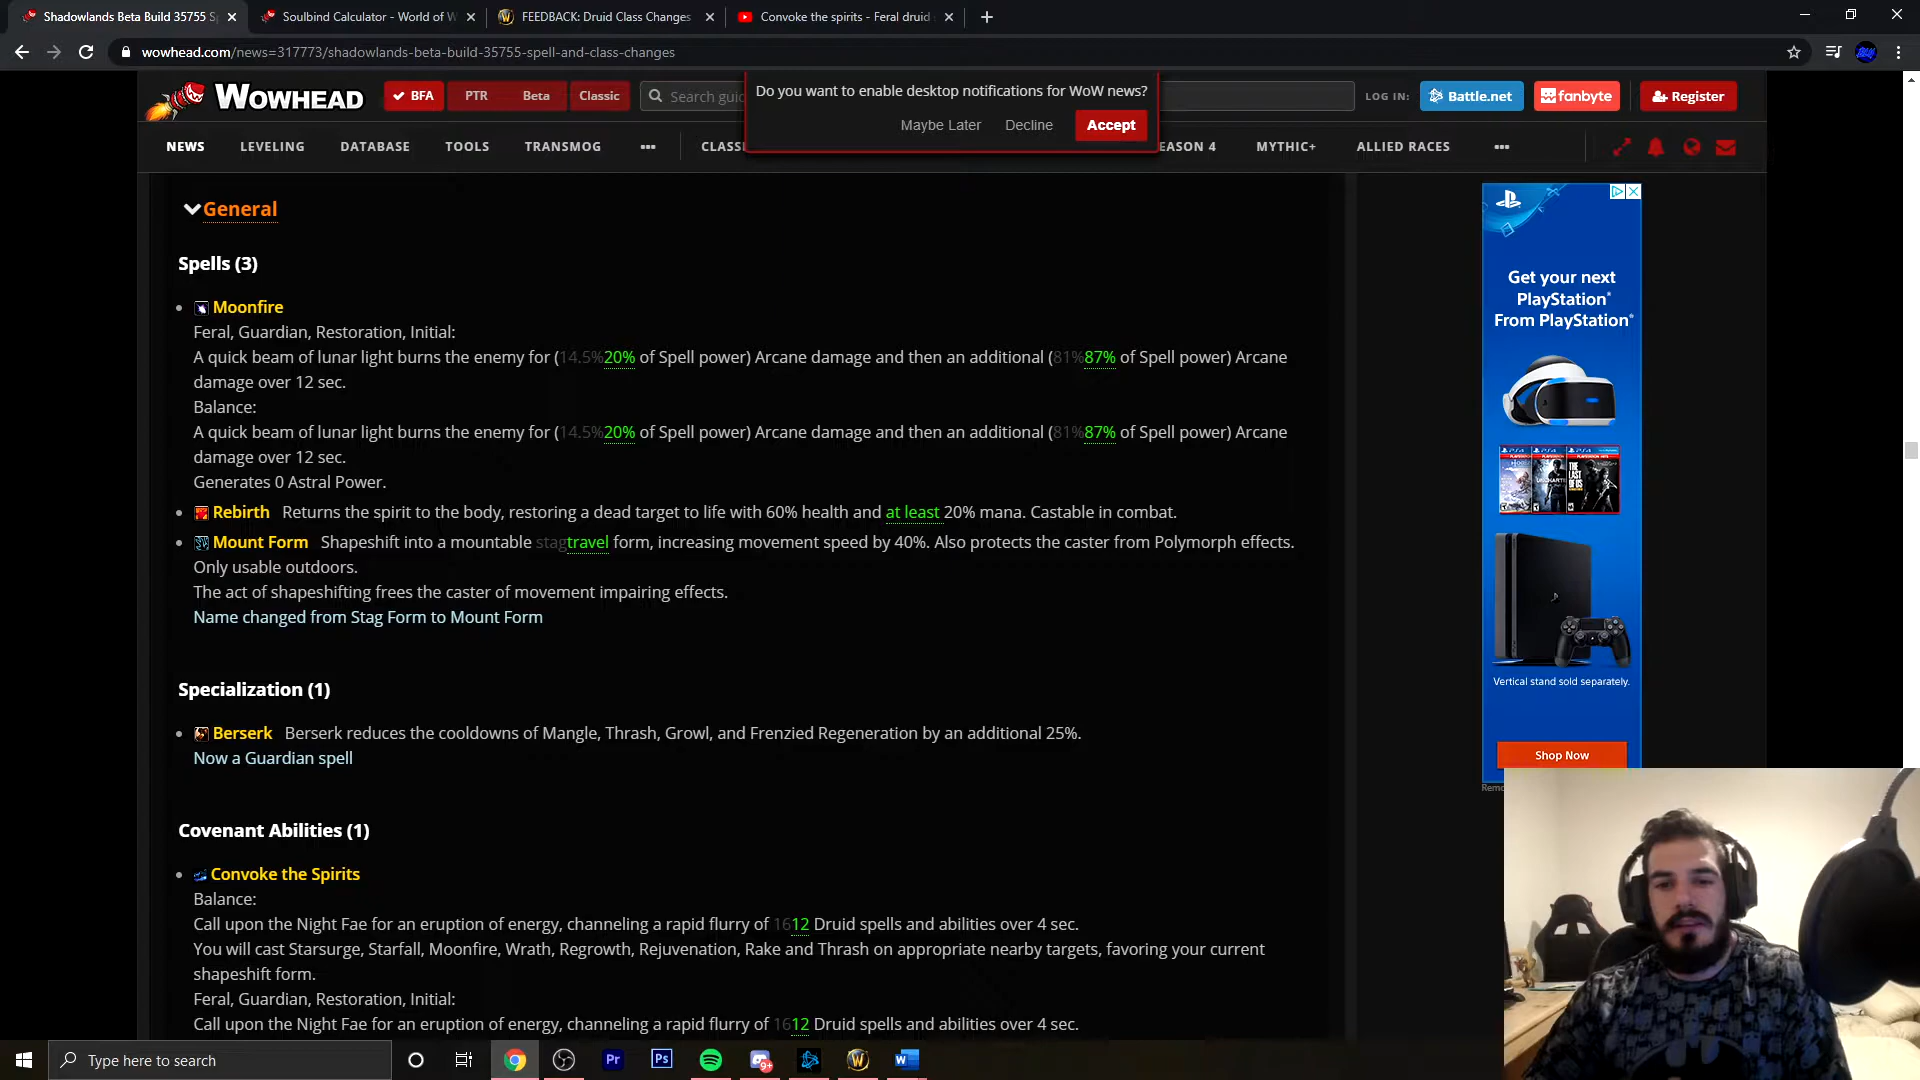 Shadowlands Beta Build 35755 S
Soulbind Calculator - World of W
FEEDBACK: Druid Class Changes
Convoke the spirits - Feral druid
wowhead.com/news=317773/shadowlands-beta-build-35755-spell-and-class-changes
WOWHEAD
BFA
PTR
Beta
Classic
Search guid
Do you want to enable desktop notifications for WoW news?
Maybe Later
Decline
Accept
LOG IN:
Battle.net
fanbyte
Register
NEWS
LEVELING
DATABASE
TOOLS
TRANSMOG
CLASS
EASON 4
MYTHIC+
ALLIED RACES
General
Spells (3)
Moonfire
Feral, Guardian, Restoration, Initial:
A quick beam of lunar light burns the enemy for (14.5%20% of Spell power) Arcane damage and then an additional (81%87% of Spell power) Arcane
damage over 12 sec.
Balance:
A quick beam of lunar light burns the enemy for (14.5%20% of Spell power) Arcane damage and then an additional (81%87% of Spell power) Arcane
damage over 12 sec.
Generates 0 Astral Power.
Rebirth Returns the spirit to the body, restoring a dead target to life with 60% health and at least 20% mana. Castable in combat.
Mount Form Shapeshift into a mountable stagtravel form, increasing movement speed by 40%. Also protects the caster from Polymorph effects.
Only usable outdoors.
The act of shapeshifting frees the caster of movement impairing effects.
Name changed from Stag Form to Mount Form
Specialization (1)
Berserk Berserk reduces the cooldowns of Mangle, Thrash, Growl, and Frenzied Regeneration by an additional 25%.
Now a Guardian spell
Covenant Abilities (1)
Convoke the Spirits
Balance:
Call upon the Night Fae for an eruption of energy, channeling a rapid flurry of 1612 Druid spells and abilities over 4 sec.
You will cast Starsurge, Starfall, Moonfire, Wrath, Regrowth, Rejuvenation, Rake and Thrash on appropriate nearby targets, favoring your current
shapeshift form.
Feral, Guardian, Restoration, Initial:
Call upon the Night Fae for an eruption of energy, channeling a rapid flurry of 1612 Druid spells and abilities over 4 sec.
Get your next
PlayStation®
From PlayStation®
THE LAST OF US
Vertical stand sold separately.
Shop Now
Remo
Type here to search
Pr
Ps
9+